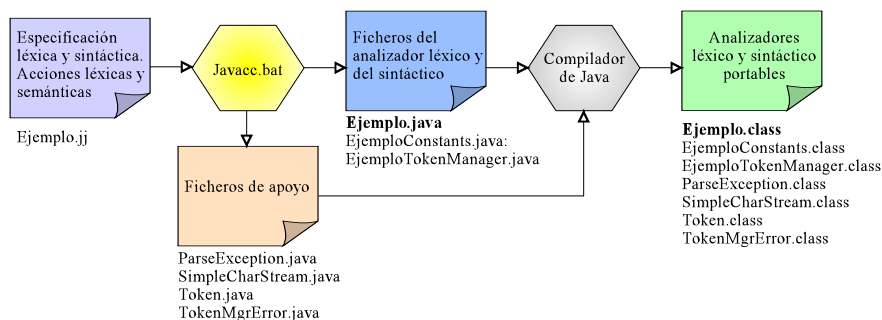 Especificación
léxica y sintáctica.
Acciones léxicas y
semánticas
Ejemplo.jj
Javacc.bat
Ficheros del
analizador léxico y
del sintáctico
Ejemplo.java
EjemploConstants.java:
EjemploTokenManager.java
Ficheros de apoyo
ParseException.java
SimpleCharStream.java
Token.java
TokenMgrError.java
Compilador
de Java
Analizadores
léxico y sintáctico
portables
Ejemplo.class
EjemploConstants.class
EjemploTokenManager.class
ParseException.class
SimpleCharStream.class
Token.class
TokenMgrError.class